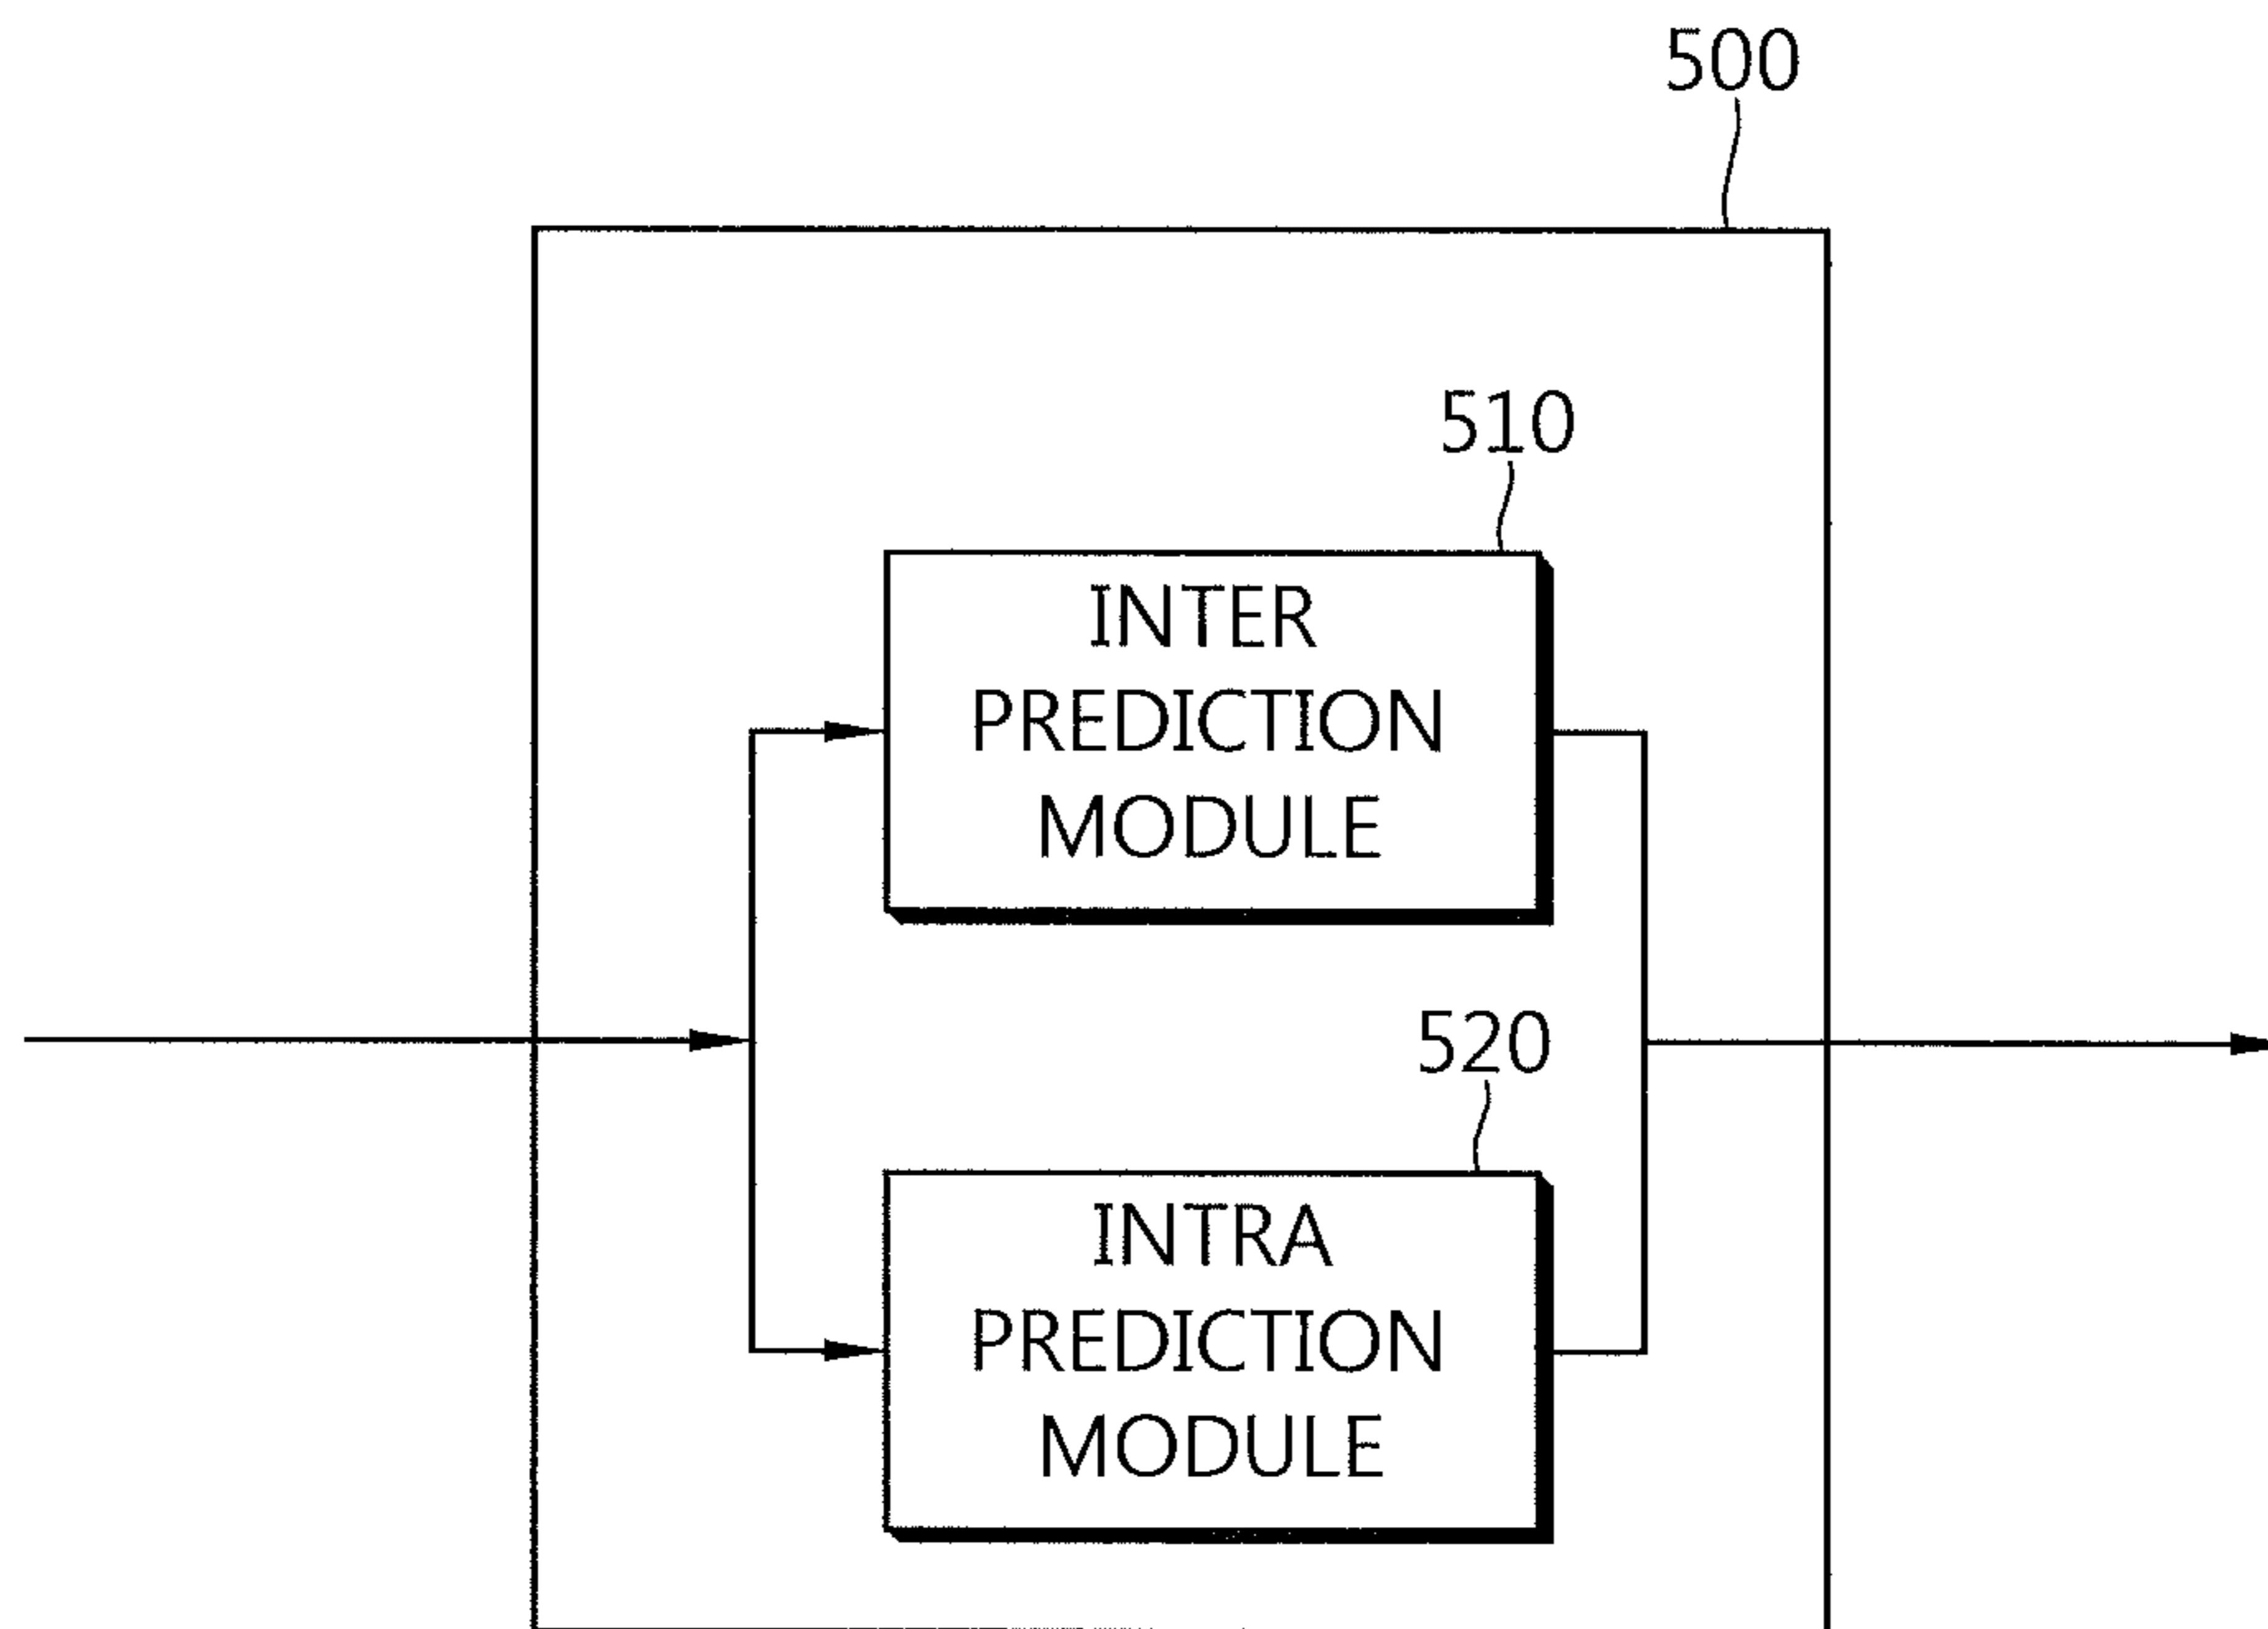 500
510
INTER
PREDICTION
MODULE
520
INTRA
PREDICTION
MODULE